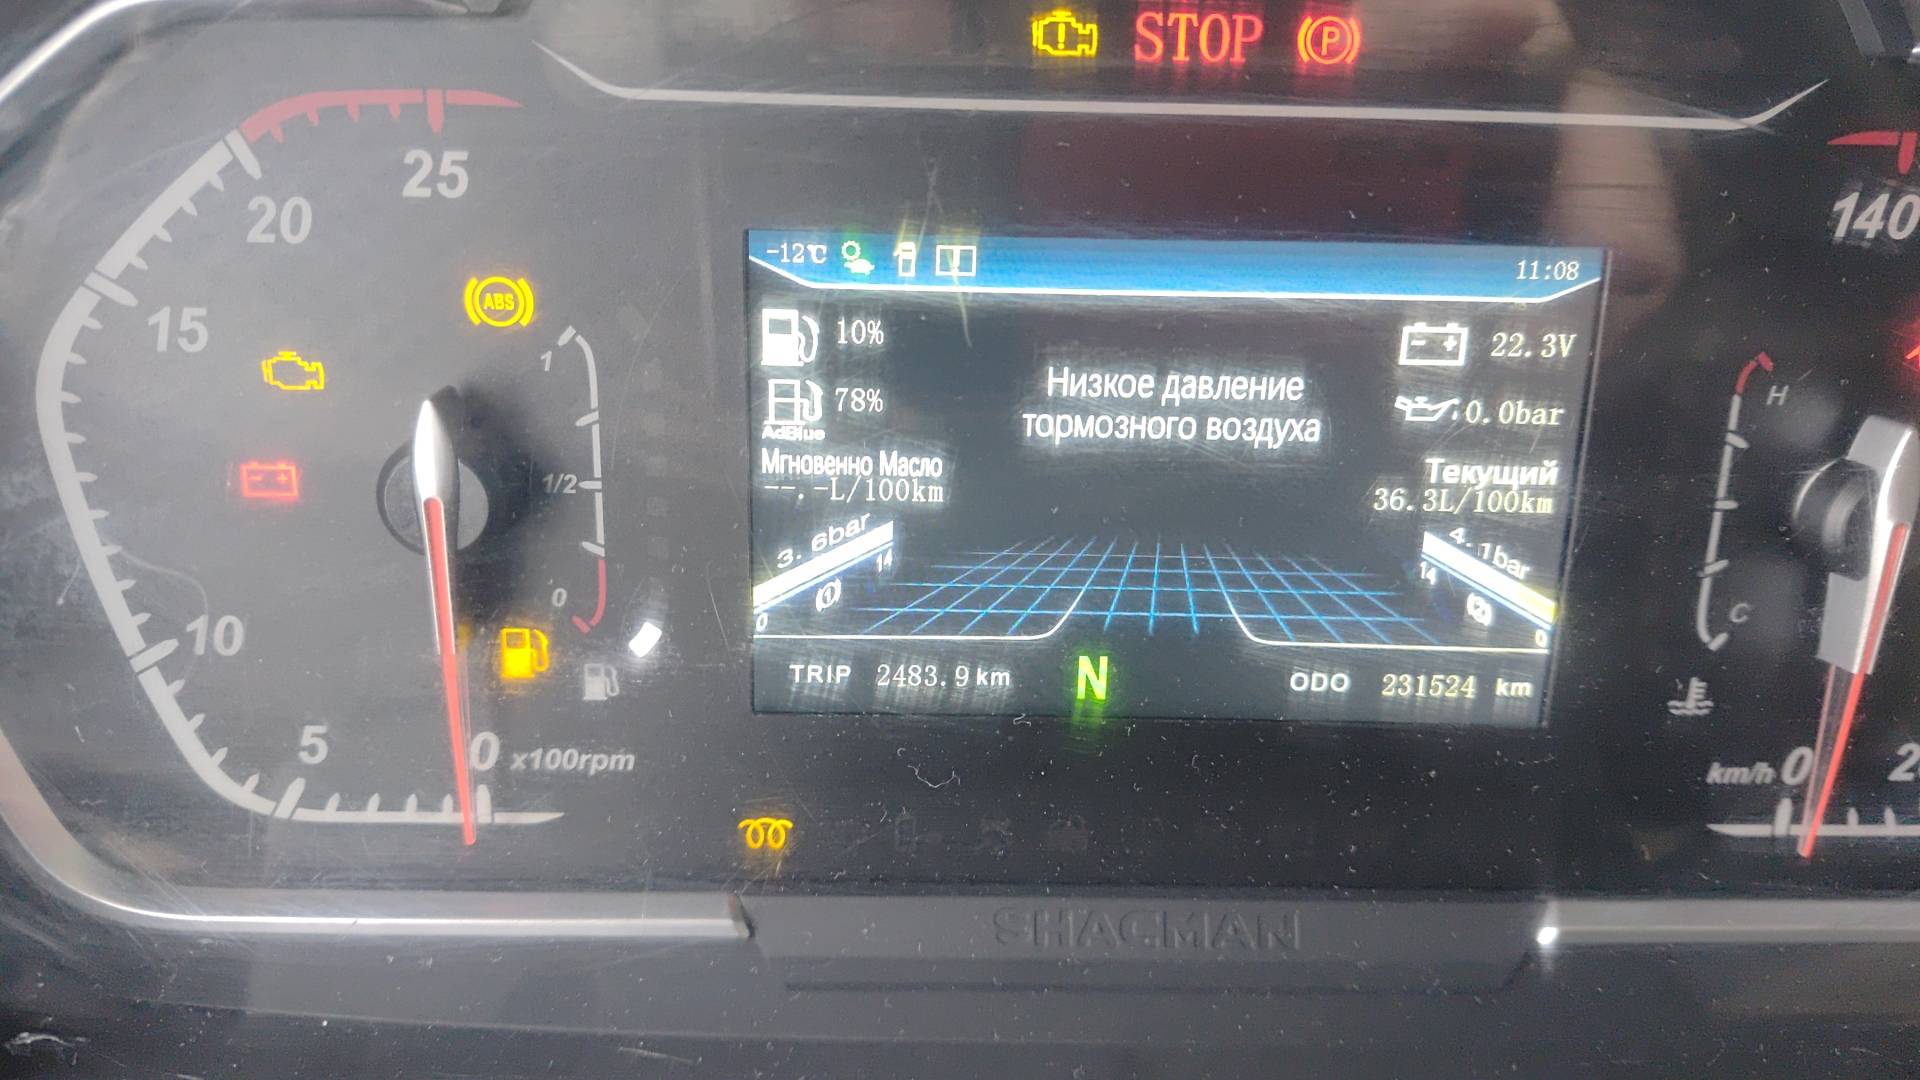 STOP
P
25
20
15
10
5
0
x100rpm
ABS
1
1/2
0
-12℃
11:08
10%
78%
AdBlue
Мгновенно Масло
--.-L/100km
3.6bar
14
0
(1)
Низкое давление
тормозного воздуха
22.3V
0.0bar
Текущий
36.3L/100km
4.1bar
14
(2)
0
TRIP 2483.9 km
N
ODO 231524 km
140
H
C
km/h 0
SHACMAN